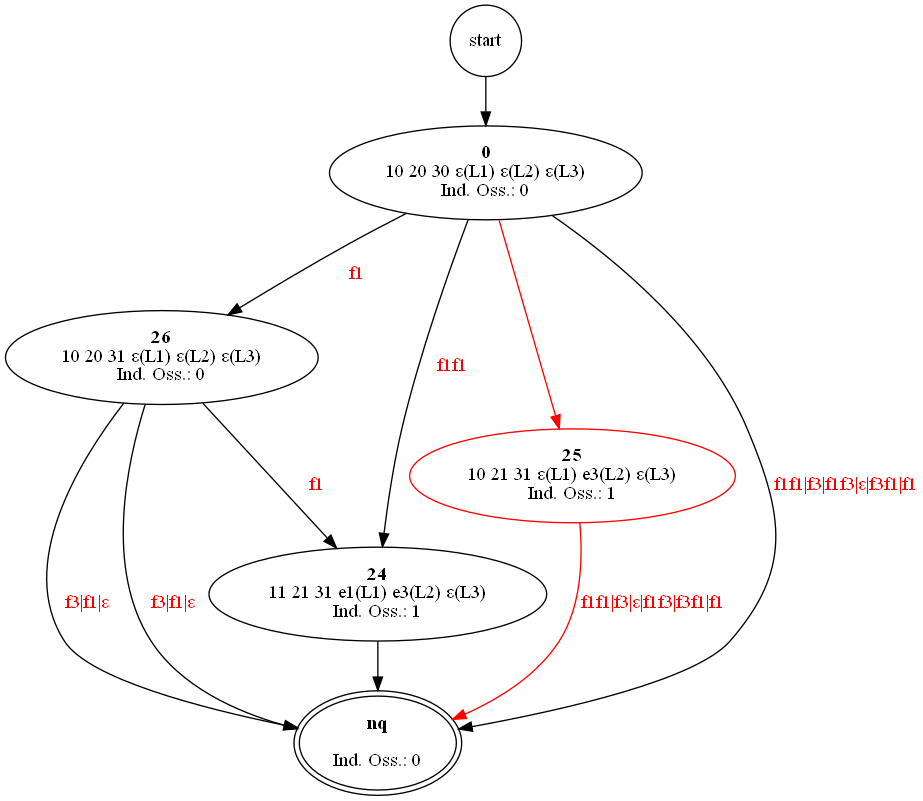 start
0
10 20 30 ε(L1) ε(L2) ε(L3)
Ind. Oss.: 0
f1
26
10 20 31 ε(L1) ε(L2) ε(L3)
Ind. Oss.: 0
f1f1
25
10 21 31 ε(L1) e3(L2) ε(L3)
Ind. Oss.: 1
f1f1|f3|f1f3|ε|f3f1|f1
f1
24
11 21 31 e1(L1) e3(L2) ε(L3)
Ind. Oss.: 1
f3|f1|ε
f3|f1|ε
f1f1|f3|ε|f1f3|f3f1|f1
nq
Ind. Oss.: 0